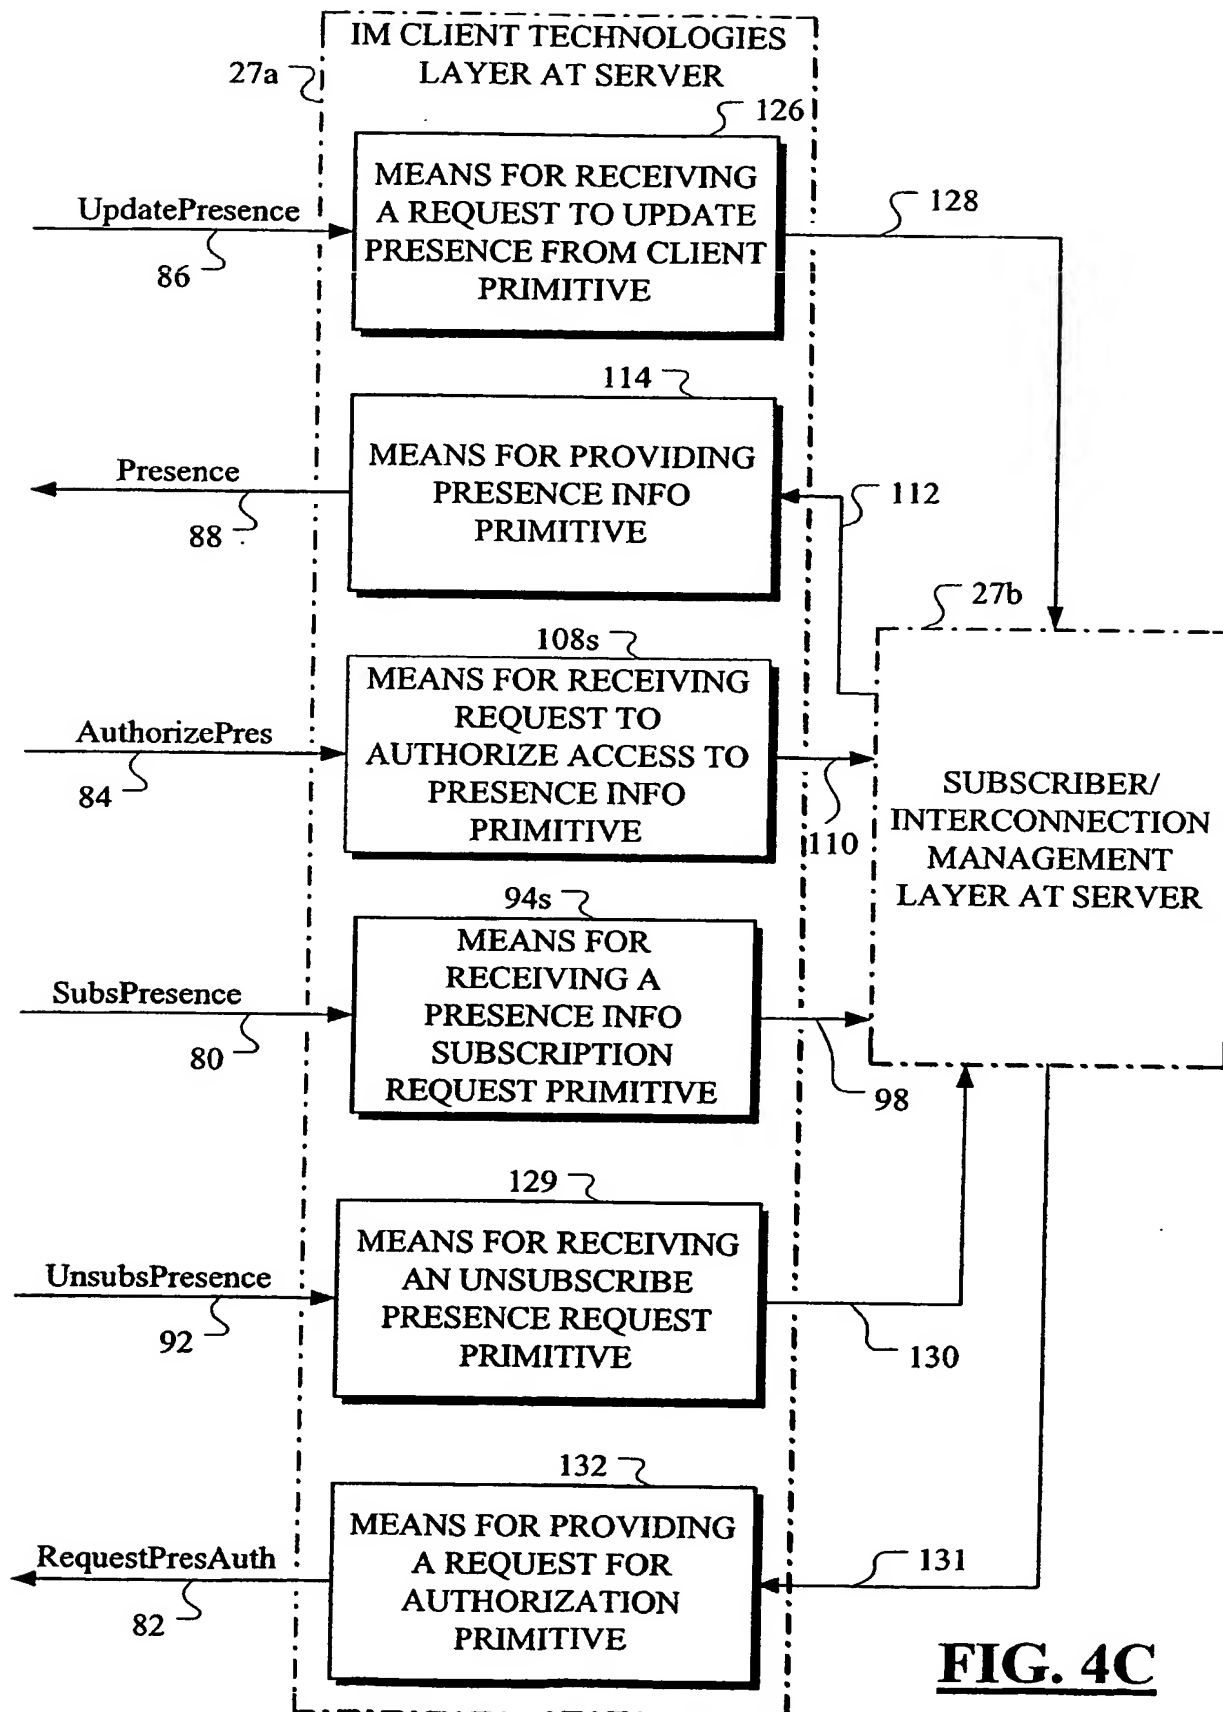 IM CLIENT TECHNOLOGIES
LAYER AT SERVER
27a
126
MEANS FOR RECEIVING
A REQUEST TO UPDATE
PRESENCE FROM CLIENT
PRIMITIVE
UpdatePresence
86
128
114
MEANS FOR PROVIDING
PRESENCE INFO
PRIMITIVE
Presence
88
112
27b
108s
MEANS FOR RECEIVING
REQUEST TO
AUTHORIZE ACCESS TO
PRESENCE INFO
PRIMITIVE
AuthorizePres
84
110
SUBSCRIBER/
INTERCONNECTION
MANAGEMENT
LAYER AT SERVER
94s
MEANS FOR
RECEIVING A
PRESENCE INFO
SUBSCRIPTION
REQUEST PRIMITIVE
SubsPresence
80
98
129
MEANS FOR RECEIVING
AN UNSUBSCRIBE
PRESENCE REQUEST
PRIMITIVE
UnsubsPresence
92
130
132
MEANS FOR PROVIDING
A REQUEST FOR
AUTHORIZATION
PRIMITIVE
RequestPresAuth
82
131
FIG. 4C